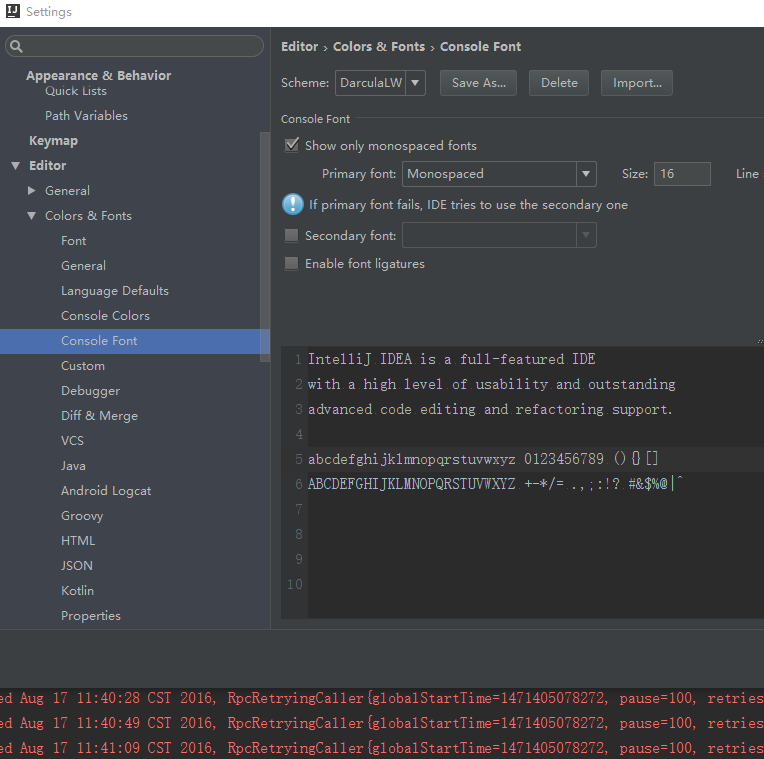 Settings
Appearance & Behavior
Quick Lists
Path Variables
Keymap
Editor
General
Colors & Fonts
Font
General
Language Defaults
Console Colors
Console Font
Custom
Debugger
Diff & Merge
VCS
Java
Android Logcat
Groovy
HTML
JSON
Kotlin
Properties
Editor › Colors & Fonts › Console Font
Scheme: DarculaLW Save As... Delete Import...
Console Font
Show only monospaced fonts
Primary font: Monospaced Size: 16 Line
If primary font fails, IDE tries to use the secondary one
Secondary font:
Enable font ligatures
1 IntelliJ IDEA is a full-featured IDE
2 with a high level of usability and outstanding
3 advanced code editing and refactoring support.
4
5 abcdefghijklmnopqrstuvwxyz 0123456789 (){}[]
6 ABCDEFGHIJKLMNOPQRSTUVWXYZ +-*/= .,;:!? #&$%@|^
7
8
9
10
ed Aug 17 11:40:28 CST 2016, RpcRetryingCaller{globalStartTime=1471405078272, pause=100, retries
ed Aug 17 11:40:49 CST 2016, RpcRetryingCaller{globalStartTime=1471405078272, pause=100, retries
ed Aug 17 11:41:09 CST 2016, RpcRetryingCaller{globalStartTime=1471405078272, pause=100, retries